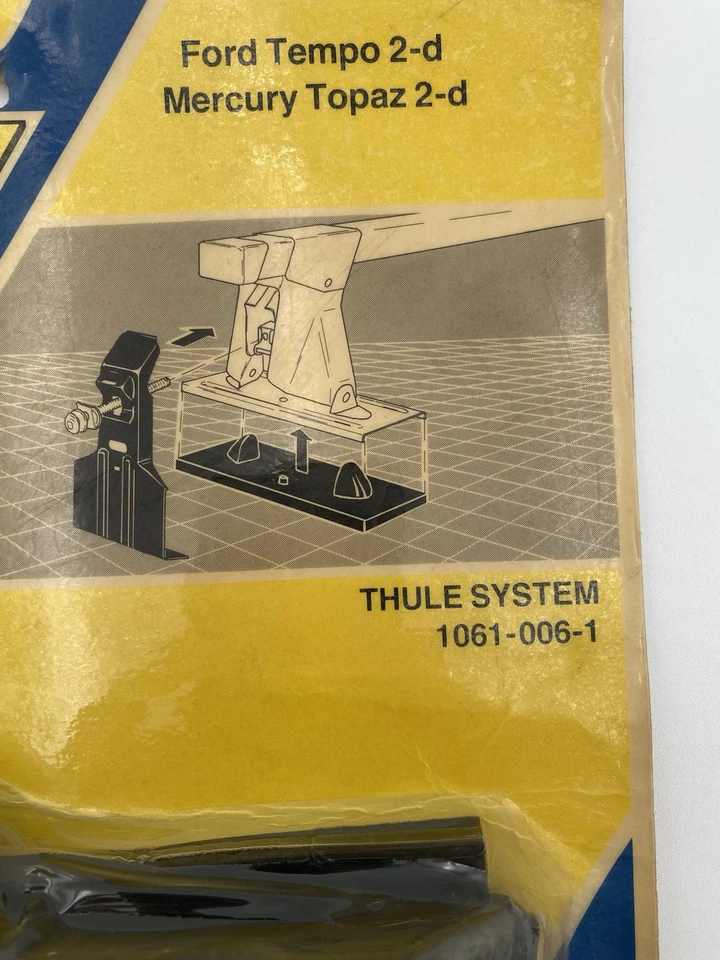 Ford Tempo 2-d
Mercury Topaz 2-d
THULE SYSTEM
1061-006-1